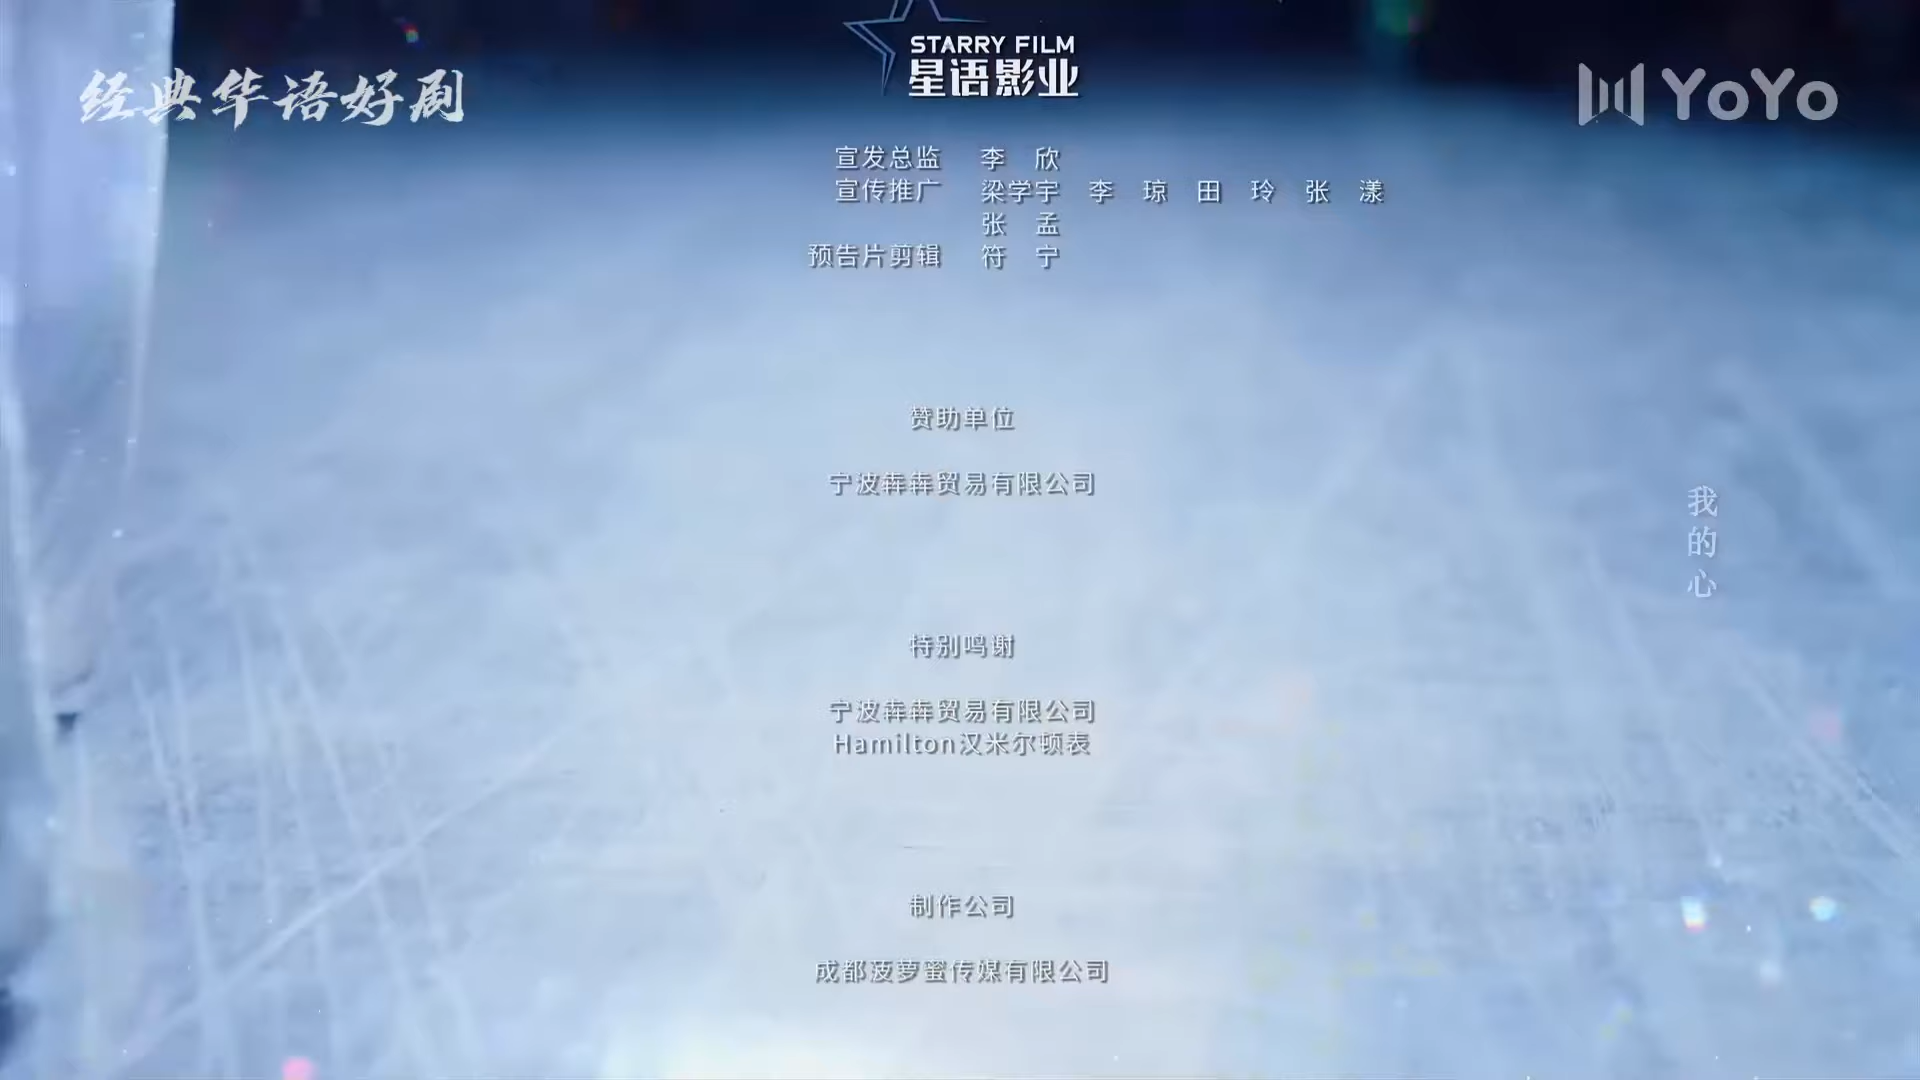 STARRY FILM
星语影业
经典华语好剧
YoYo
宣发总监 李 欣
宣传推广 梁学宇 李 琼 田 玲 张 漾
张 孟
预告片剪辑 符 宁
赞助单位
宁波犇犇贸易有限公司
我的心
特别鸣谢
宁波犇犇贸易有限公司
Hamilton汉米尔顿表
制作公司
成都菠萝蜜传媒有限公司